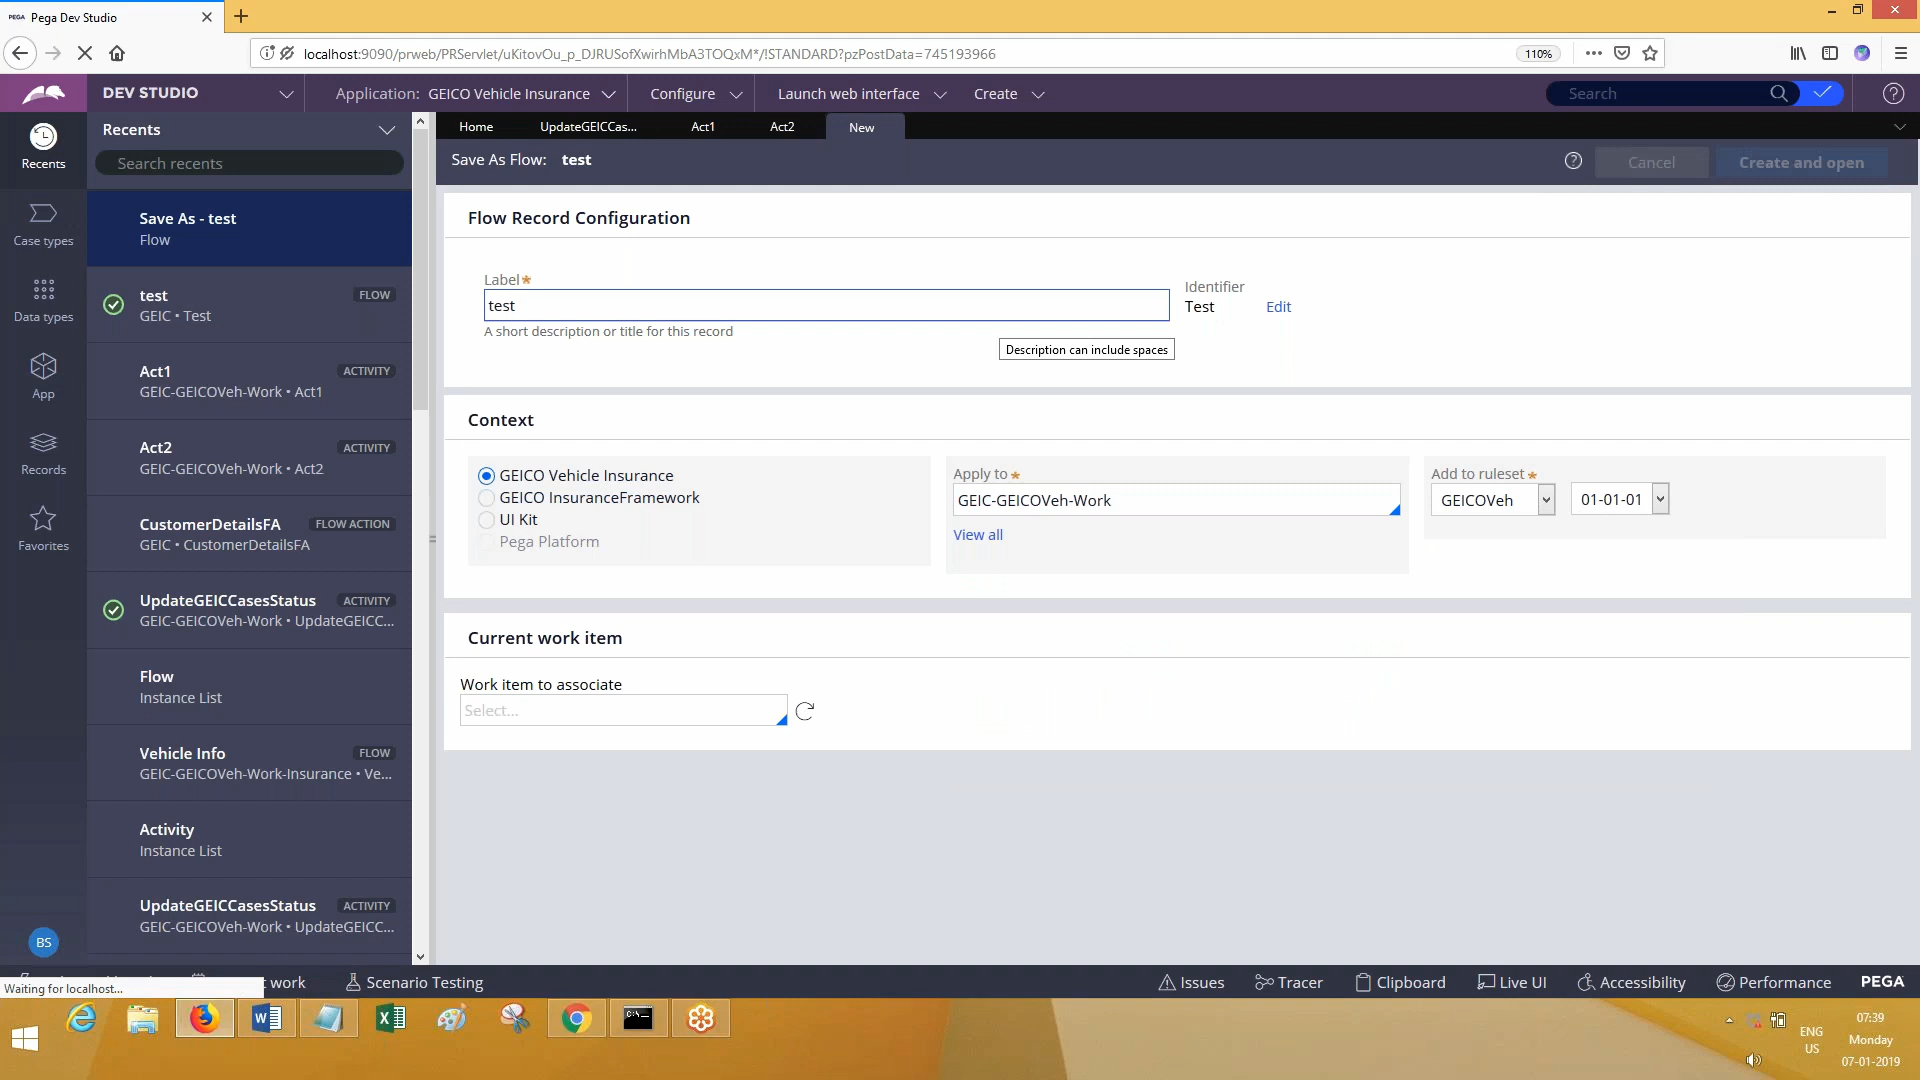 PEGA Pega Dev Studio
localhost:9090/prweb/PRServlet/uKitovOu_p_DJRUSofXwirhMbA3TOQxM*/!STANDARD?pzPostData=745193966
110%
DEV STUDIO
Application: GEICO Vehicle Insurance
Configure
Launch web interface
Create
Search
Recents
Search recents
Home
UpdateGEICCas...
Act1
Act2
New
Save As Flow: test
Cancel
Create and open
Recents
Case types
Data types
App
Records
Favorites
BS
Save As - test
Flow
test FLOW
GEIC • Test
Act1 ACTIVITY
GEIC-GEICOVeh-Work • Act1
Act2 ACTIVITY
GEIC-GEICOVeh-Work • Act2
CustomerDetailsFA FLOW ACTION
GEIC • CustomerDetailsFA
UpdateGEICCasesStatus ACTIVITY
GEIC-GEICOVeh-Work • UpdateGEICC...
Flow
Instance List
Vehicle Info FLOW
GEIC-GEICOVeh-Work-Insurance • Ve...
Activity
Instance List
UpdateGEICCasesStatus ACTIVITY
GEIC-GEICOVeh-Work • UpdateGEICC...
Flow Record Configuration
Label*
test
A short description or title for this record
Identifier
Test Edit
Description can include spaces
Context
GEICO Vehicle Insurance
GEICO InsuranceFramework
UI Kit
Pega Platform
Apply to *
GEIC-GEICOVeh-Work
View all
Add to ruleset *
GEICOVeh 01-01-01
Current work item
Work item to associate
Select...
Waiting for localhost...
t work
Scenario Testing
Issues
Tracer
Clipboard
Live UI
Accessibility
Performance
PEGA
ENG
US
07:39
Monday
07-01-2019